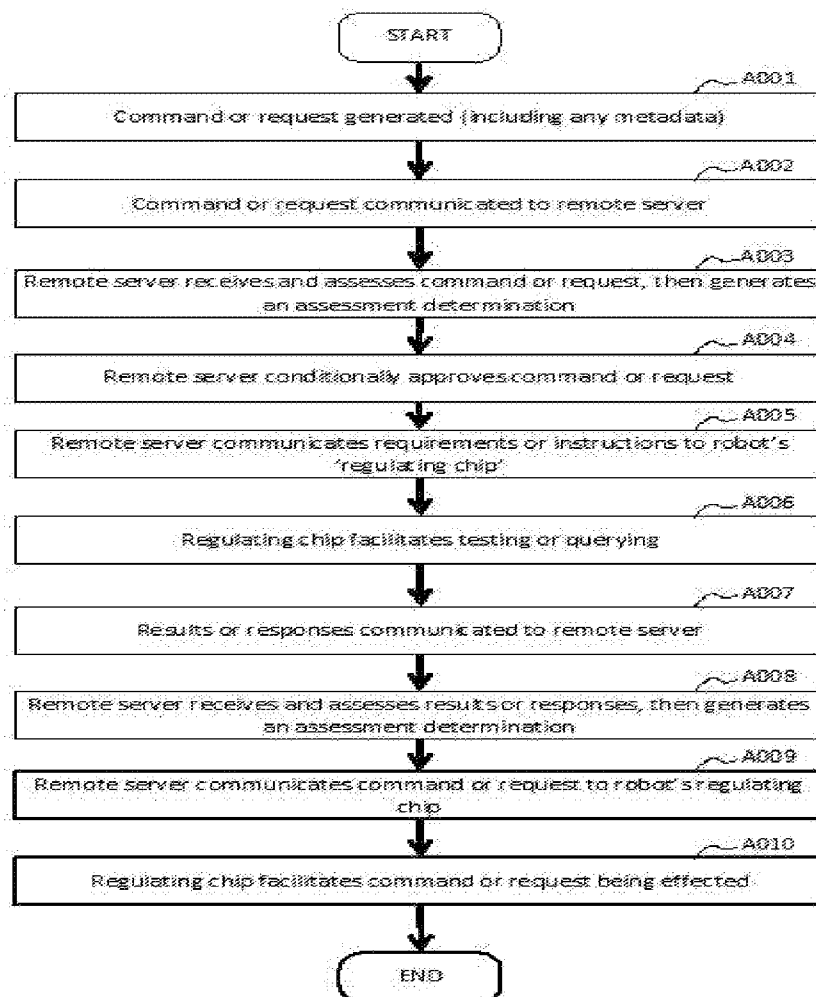 START
A001
Command or request generated (including any metadata)
A002
Command or request communicated to remote server
A003
Remote server receives and assesses command or request, then generates
an assessment determination
A004
Remote server conditionally approves command or request
A005
Remote server communicates requirements or instructions to robot's
'regulating chip'
A006
Regulating chip facilitates testing or querying
A007
Results or responses communicated to remote server
A008
Remote server receives and assesses results or responses, then generates
an assessment determination
A009
Remote server communicates command or request to robot's regulating
chip
A010
Regulating chip facilitates command or request being effected
END